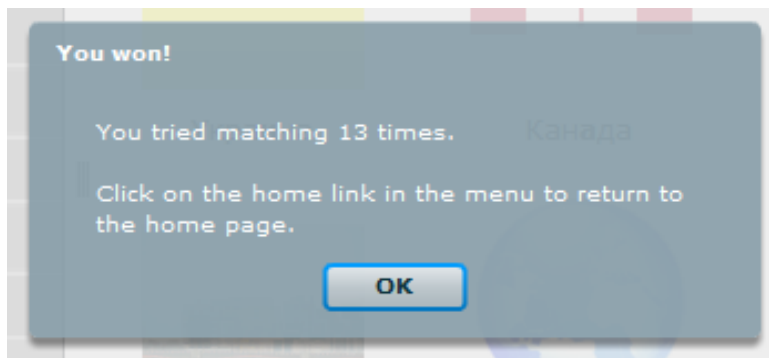 You won!
You tried matching 13 times.
Канада
Click on the home link in the menu to return to
the home page.
OK